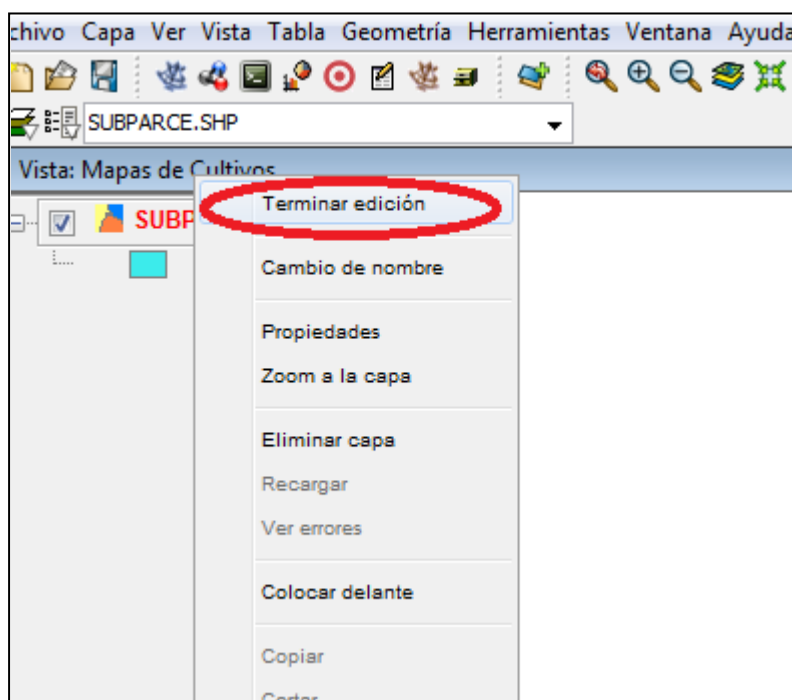 chivo Capa Ver Vista Tabla Geometría Herramientas Ventana Ayuda
SUBPARCE.SHP
Vista: Mapas de Cultivos
SUBP
Terminar edición
Cambio de nombre
Propiedades
Zoom a la capa
Eliminar capa
Recargar
Ver errores
Colocar delante
Copiar
Cortar